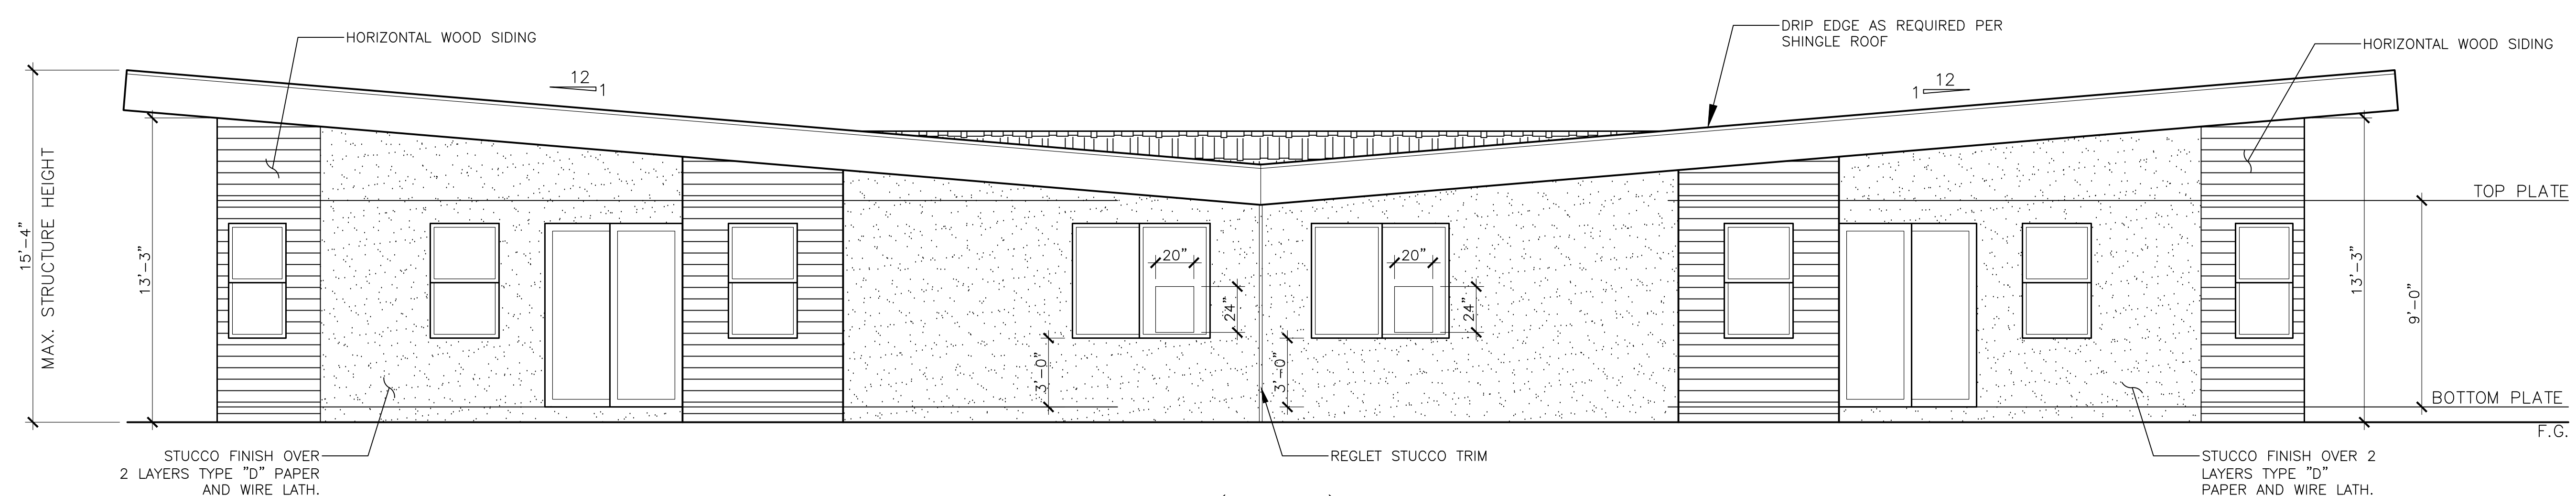 HORIZONTAL WOOD SIDING
DRIP EDGE AS REQUIRED PER
SHINGLE ROOF
HORIZONTAL WOOD SIDING
12
1
12
1
15'-4"
MAX. STRUCTURE HEIGHT
13'-3"
TOP PLATE
20"
24"
3'-0"
20"
24"
3'-0"
13'-3"
9'-0"
BOTTOM PLATE
F.G.
STUCCO FINISH OVER
2 LAYERS TYPE "D" PAPER
AND WIRE LATH.
REGLET STUCCO TRIM
STUCCO FINISH OVER 2
LAYERS TYPE "D"
PAPER AND WIRE LATH.